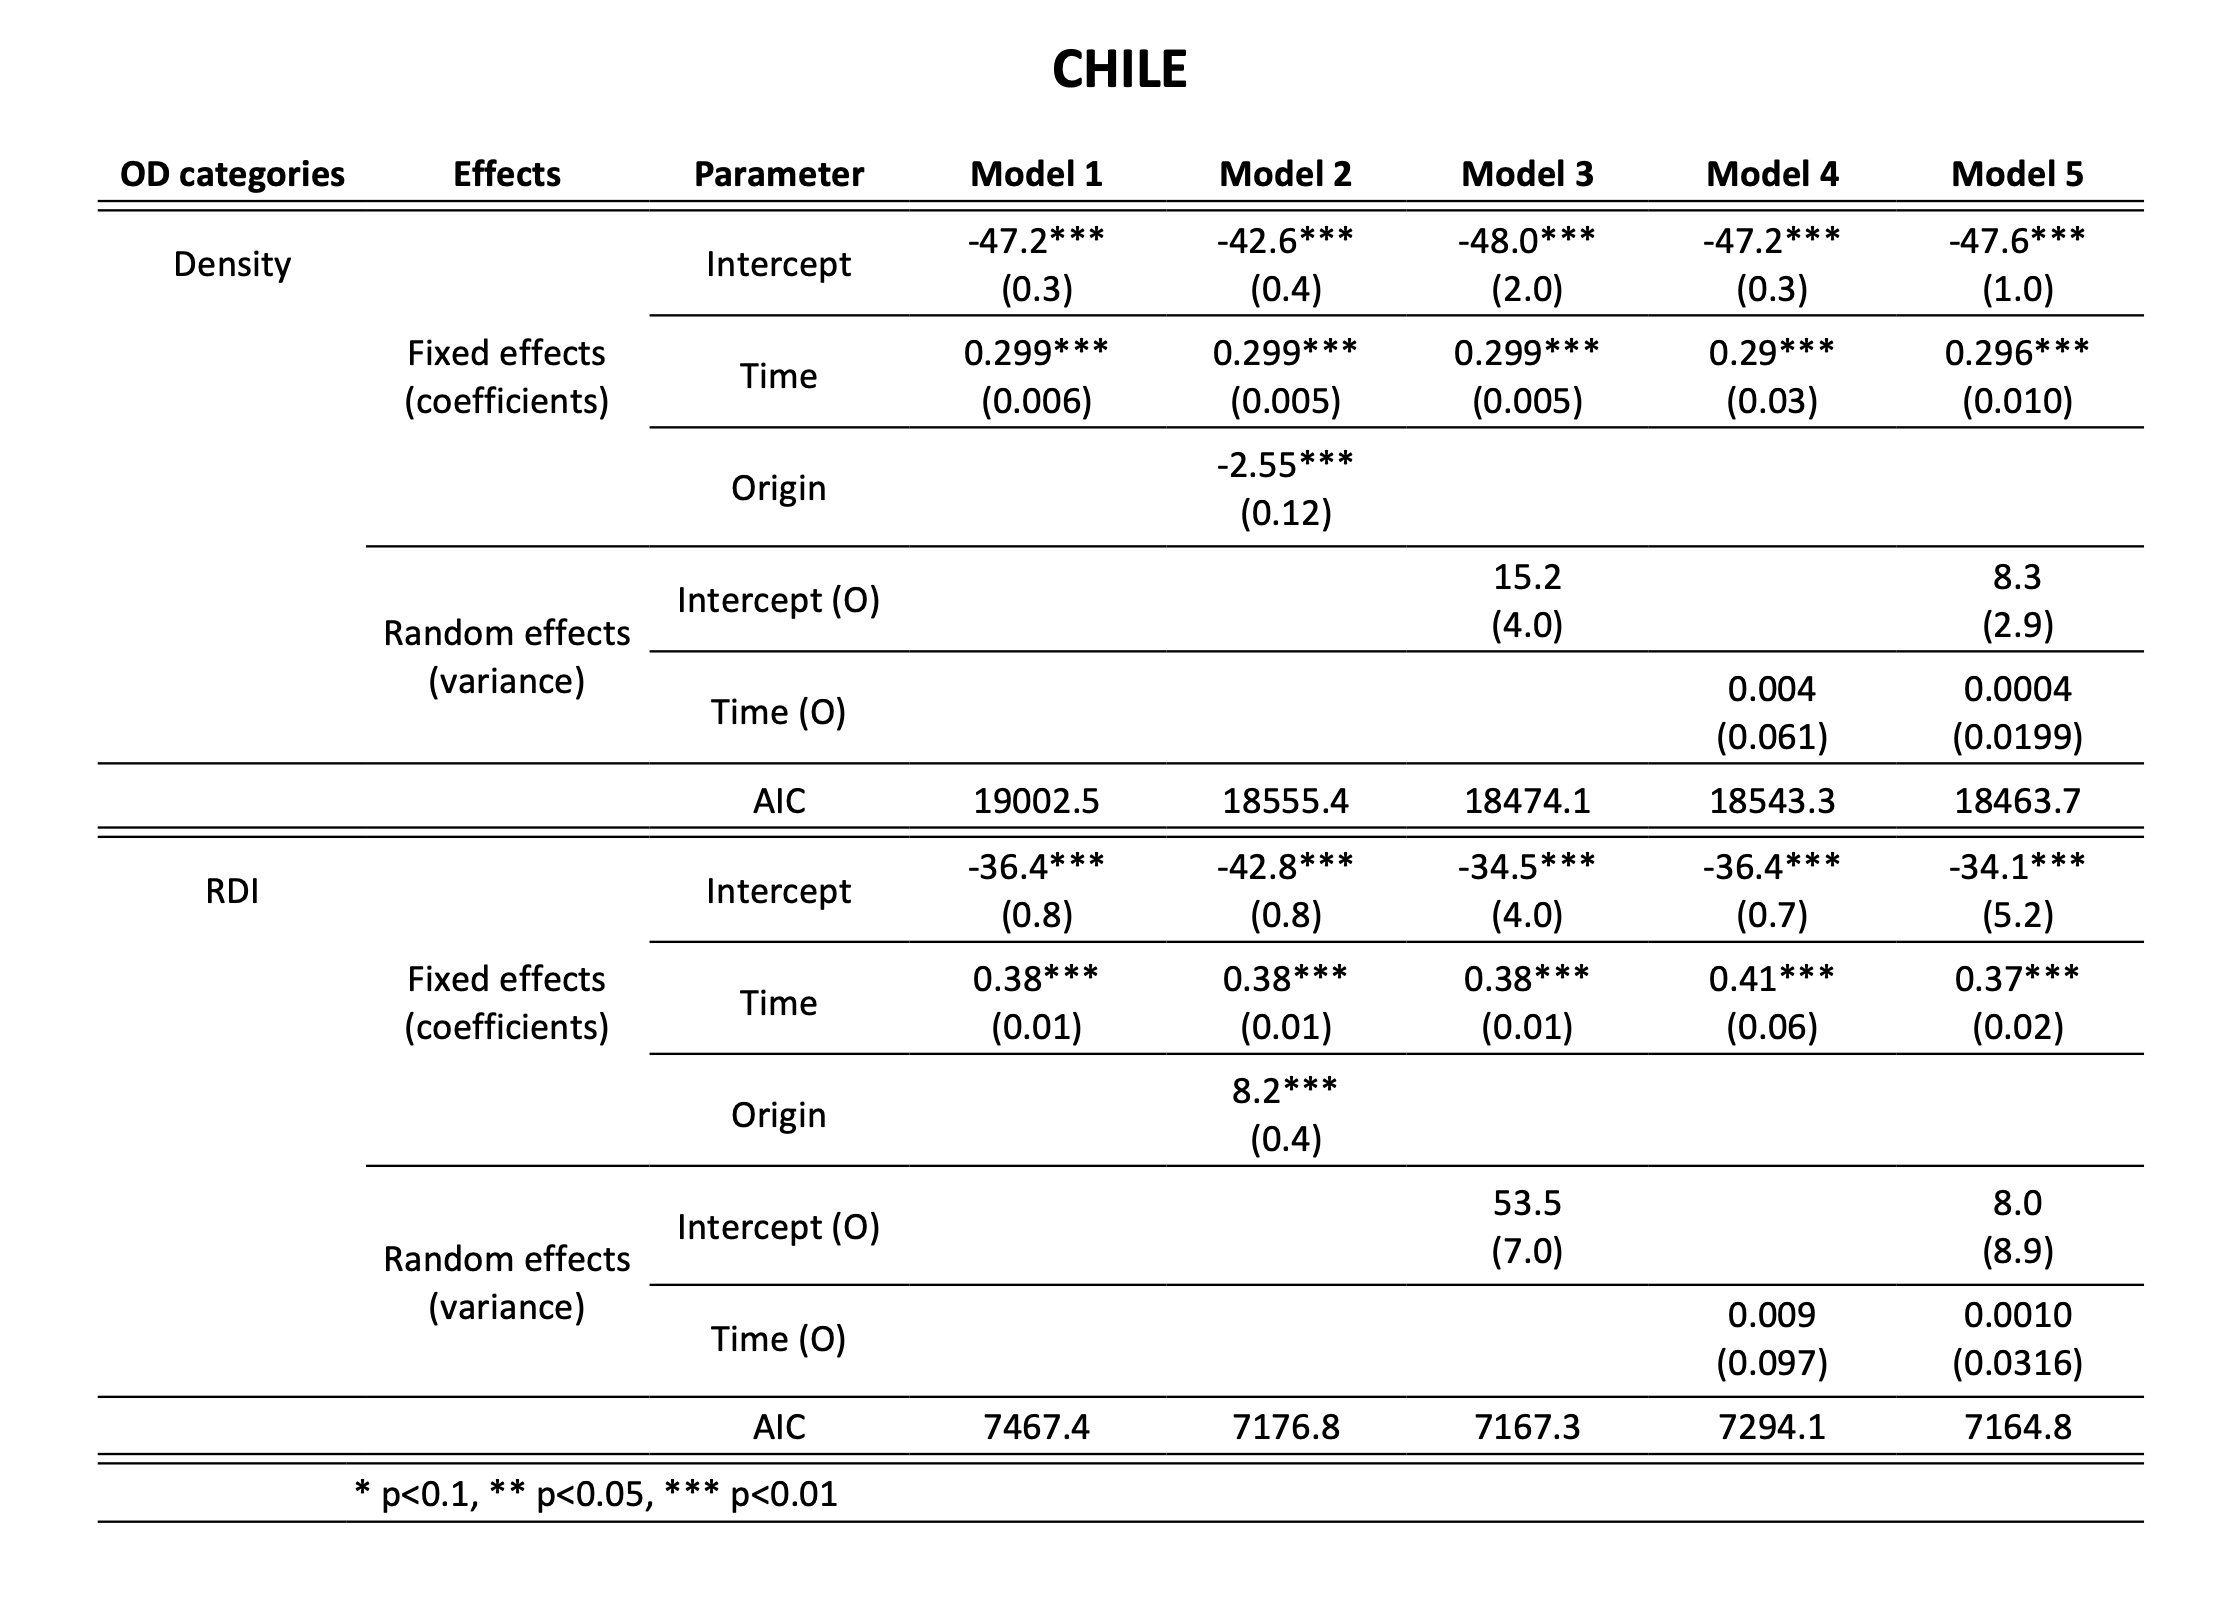 CHILE
OD categories Effects Parameter Model 1 Model 2 Model 3 Model 4 Model 5
Density Intercept -47.2*** -42.6*** -48.0*** -47.2*** -47.6***
(0.3) (0.4) (2.0) (0.3) (1.0)
Fixed effects Time 0.299*** 0.299*** 0.299*** 0.29*** 0.296***
(coefficients) (0.006) (0.005) (0.005) (0.03) (0.010)
Origin -2.55***
(0.12)
Intercept (O) 15.2 8.3
(4.0) (2.9)
Random effects
(variance) Time (O) 0.004 0.0004
(0.061) (0.0199)
AIC 19002.5 18555.4 18474.1 18543.3 18463.7
RDI Intercept -36.4*** -42.8*** -34.5*** -36.4*** -34.1***
(0.8) (0.8) (4.0) (0.7) (5.2)
Fixed effects Time 0.38*** 0.38*** 0.38*** 0.41*** 0.37***
(coefficients) (0.01) (0.01) (0.01) (0.06) (0.02)
Origin 8.2***
(0.4)
Intercept (O) 53.5 8.0
(7.0) (8.9)
Random effects
(variance) Time (O) 0.009 0.0010
(0.097) (0.0316)
AIC 7467.4 7176.8 7167.3 7294.1 7164.8
* p<0.1, ** p<0.05, *** p<0.01